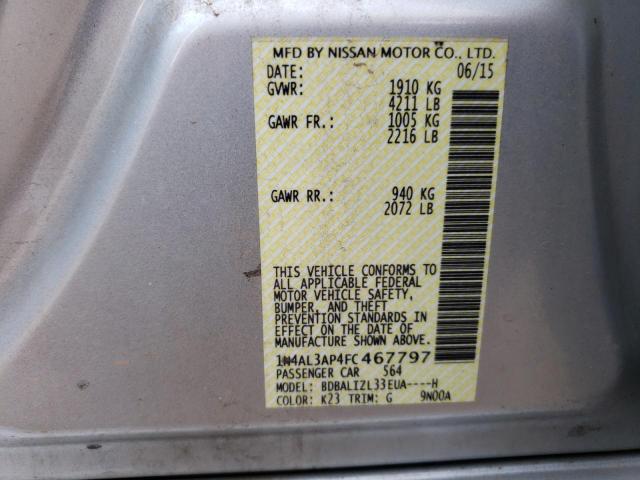 MFD BY NISSAN MOTOR CO., LTD.
DATE: 06/15
GVWR: 1910 KG
4211 LB
GAWR FR.: 1005 KG
2216 LB
GAWR RR.: 940 KG
2072 LB
THIS VEHICLE CONFORMS TO
ALL APPLICABLE FEDERAL
MOTOR VEHICLE SAFETY,
BUMPER, AND THEFT
PREVENTION STANDARDS IN
EFFECT ON THE DATE OF
MANUFACTURE SHOWN ABOVE.
1N4AL3AP4FC467797
PASSENGER CAR 564
MODEL: BDBALIZL33EUA----H
COLOR: K23 TRIM: G 9N00A